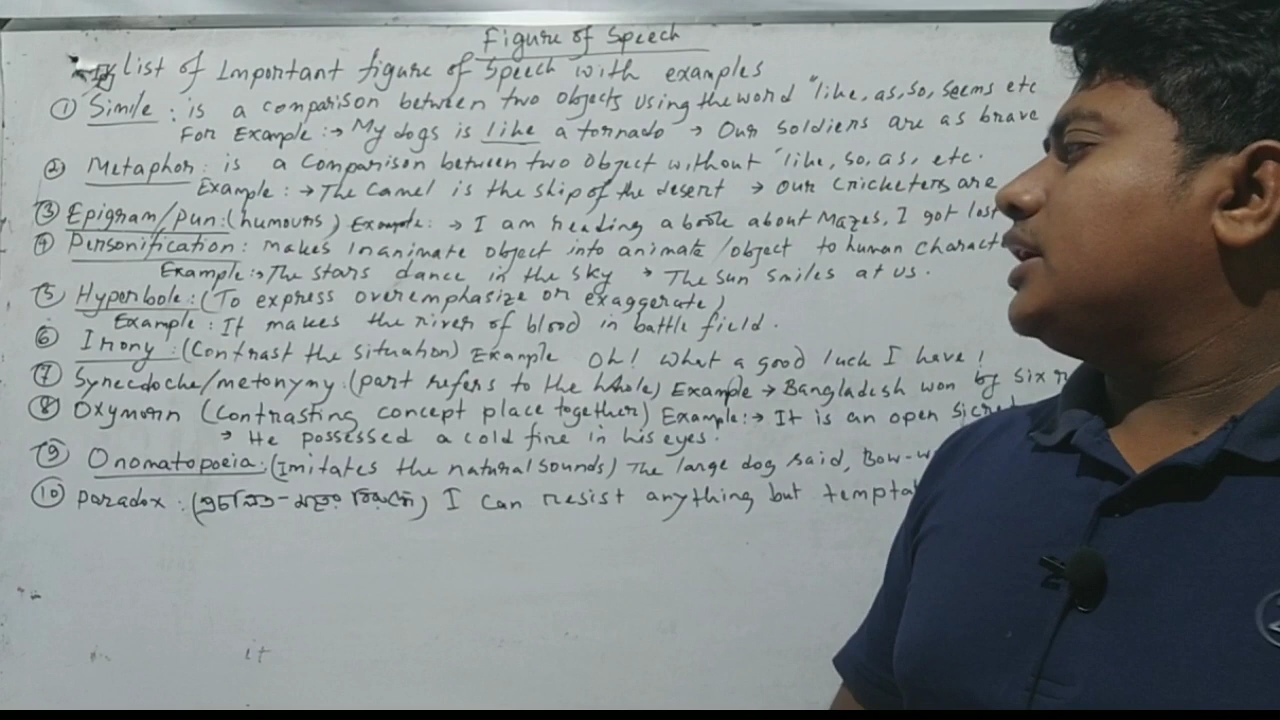 Figure of Speech
List of Important figure of Speech with examples
① Simile : is a comparison between two objects using the word "like, as, so, seems etc
For Example :→ My dogs is like a tornado → Our soldiers are as brave
② Metaphor : is a comparison between two object without "like, so, as, etc.
Example : → The camel is the ship of the desert → our cricketers are
③ Epigram/pun : (humours) Example : → I am reading a book about Mazes, I got lost
④ Personification : makes inanimate object into animate /object to human charact
Example :→ The stars dance in the sky → The sun smiles at us.
⑤ Hyperbole : (To express overemphasize or exaggerate)
Example : It makes the river of blood in battle field.
⑥ Irony : (Contrast the situation) Example Oh! what a good luck I have!
⑦ Synecdoche/metonymy : (part refers to the whole) Example → Bangladesh won by six
⑧ Oxymorn (contrasting concept place together) Example :→ It is an open
→ He possessed a cold fire in his eyes.
⑨ Onomatopoeia : (Imitates the natural sounds) The large dog said, Bow-w
⑩ Paradox : I can resist anything but tempta